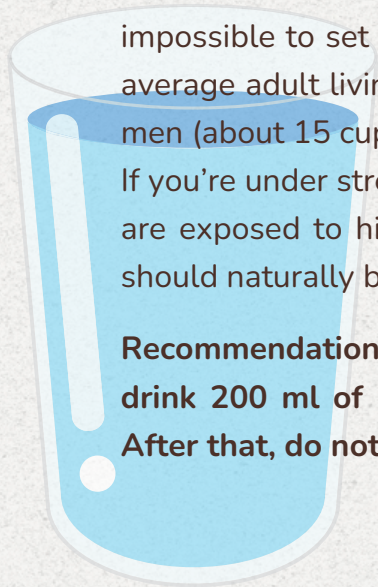 impossible to set
average adult livin
men (about 15 cup
If you’re under stre
are exposed to hi
should naturally b
Recommendation
drink 200 ml of
After that, do not